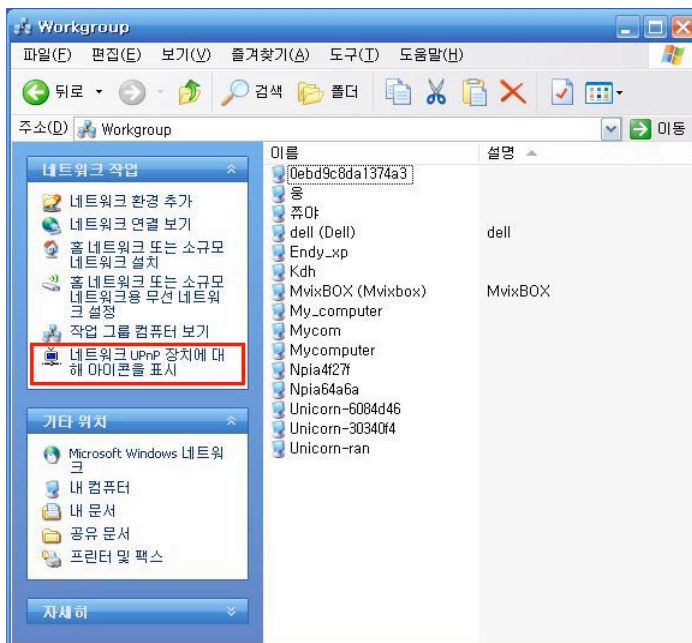 Workgroup
파일(F) 편집(E) 보기(V) 즐겨찾기(A) 도구(T) 도움말(H)
뒤로 검색 폴더
주소(D) Workgroup 이동
네트워크 작업
네트워크 환경 추가
네트워크 연결 보기
홈 네트워크 또는 소규모
네트워크 설치
홈 네트워크 또는 소규모
네트워크용 무선 네트워
크 설정
작업 그룹 컴퓨터 보기
네트워크 UPnP 장치에 대
해 아이콘을 표시
기타 위치
Microsoft Windows 네트워
크
내 컴퓨터
내 문서
공유 문서
프린터 및 팩스
자세히
이름 설명
0ebd9c8da1374a3
웅
쮸야
dell (Dell) dell
Endy_xp
Kdh
MvixBOX (Mvixbox) MvixBOX
My_computer
Mycom
Mycomputer
Npia4f27f
Npia64a6a
Unicorn-6084d46
Unicorn-30340f4
Unicorn-ran